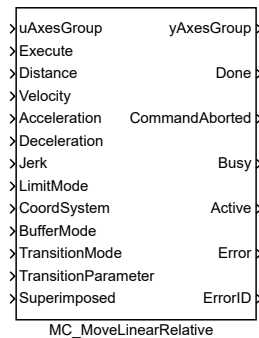 uAxesGroup yAxesGroup
Execute
Distance Done
Velocity
Acceleration CommandAborted
Deceleration
Jerk Busy
LimitMode
CoordSystem Active
BufferMode
TransitionMode Error
TransitionParameter
Superimposed ErrorID
MC_MoveLinearRelative